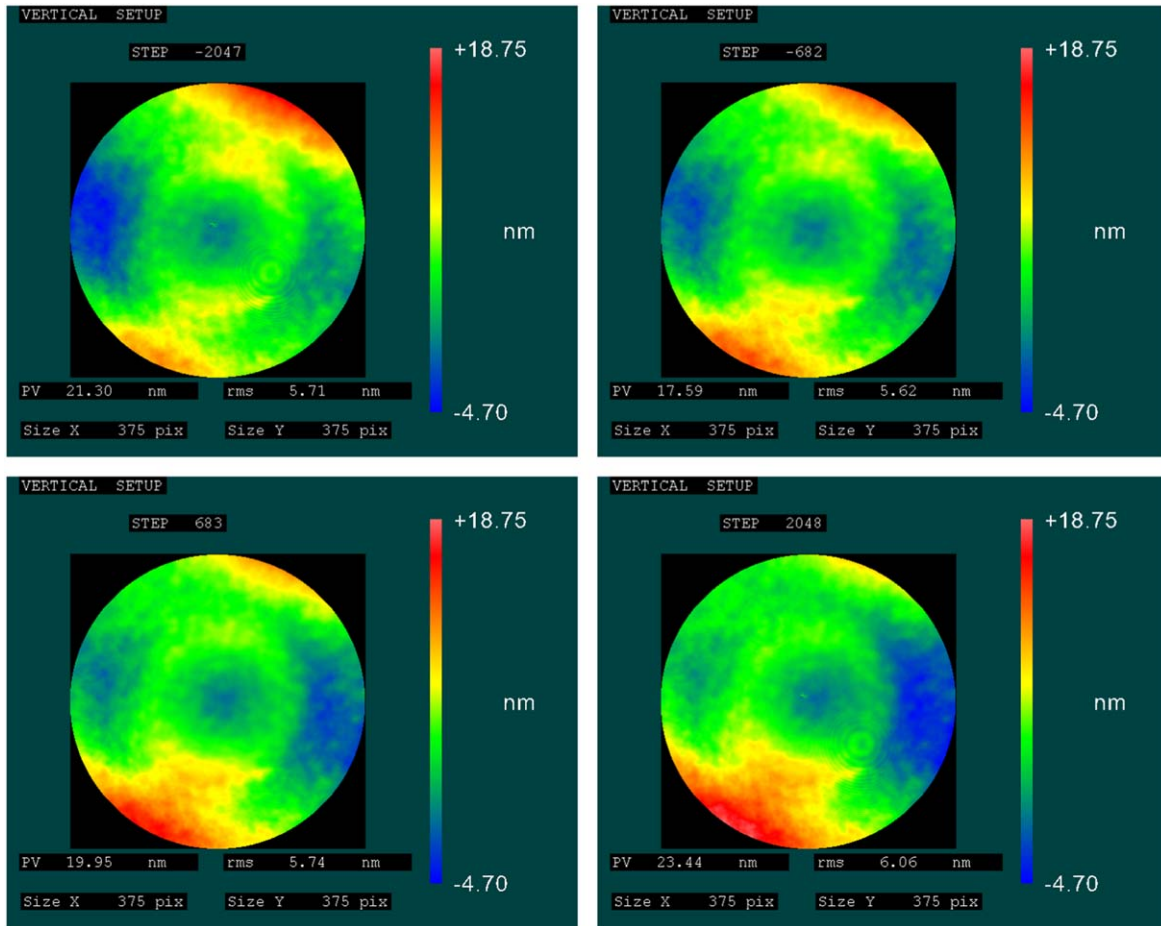 VERTICAL SETUP
STEP -2047
+18.75
nm
-4.70
PV 21.30 nm rms 5.71 nm
Size X 375 pix Size Y 375 pix
VERTICAL SETUP
STEP -682
+18.75
nm
-4.70
PV 17.59 nm rms 5.62 nm
Size X 375 pix Size Y 375 pix
VERTICAL SETUP
STEP 683
+18.75
nm
-4.70
PV 19.95 nm rms 5.74 nm
Size X 375 pix Size Y 375 pix
VERTICAL SETUP
STEP 2048
+18.75
nm
-4.70
PV 23.44 nm rms 6.06 nm
Size X 375 pix Size Y 375 pix